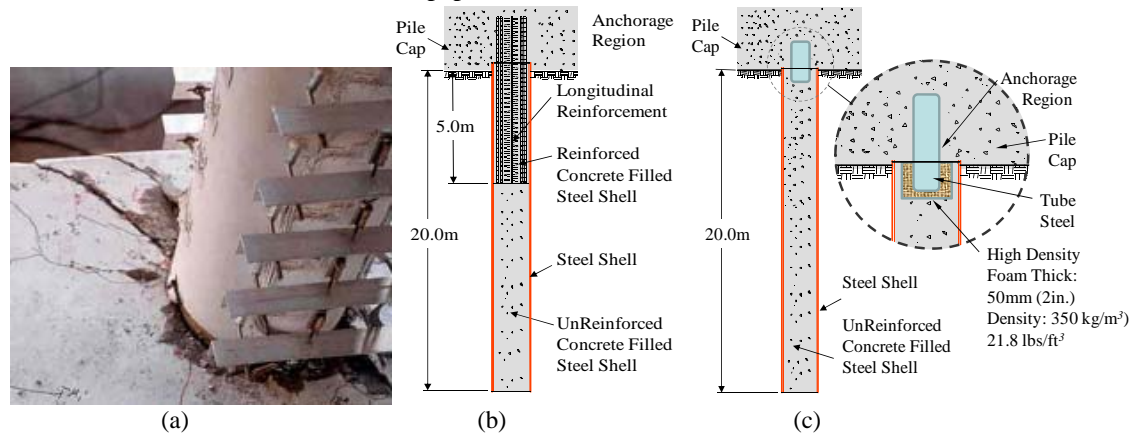 Pile
Cap
Anchorage
Region
5.0m
Longitudinal
Reinforcement
Reinforced
Concrete Filled
Steel Shell
20.0m
Steel Shell
UnReinforced
Concrete Filled
Steel Shell
Pile
Cap
20.0m
Anchorage
Region
Pile
Cap
Tube
Steel
High Density
Foam Thick:
50mm (2in.)
Density: 350 kg/m³)
21.8 lbs/ft³
Steel Shell
UnReinforced
Concrete Filled
Steel Shell
(a)
(b)
(c)